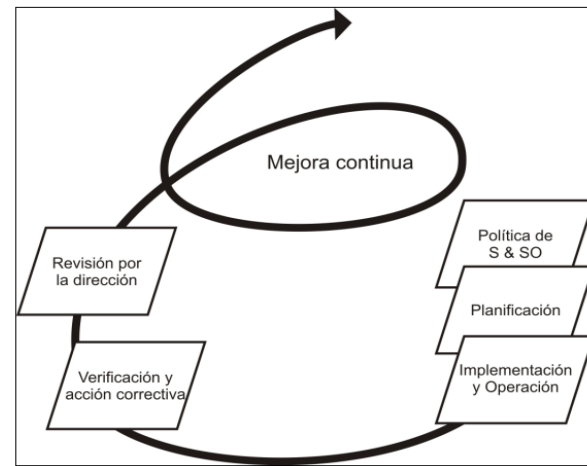 Mejora continua
Política de
S & SO
Planificación
Implementación
y Operación
Verificación y
acción correctiva
Revisión por
la dirección